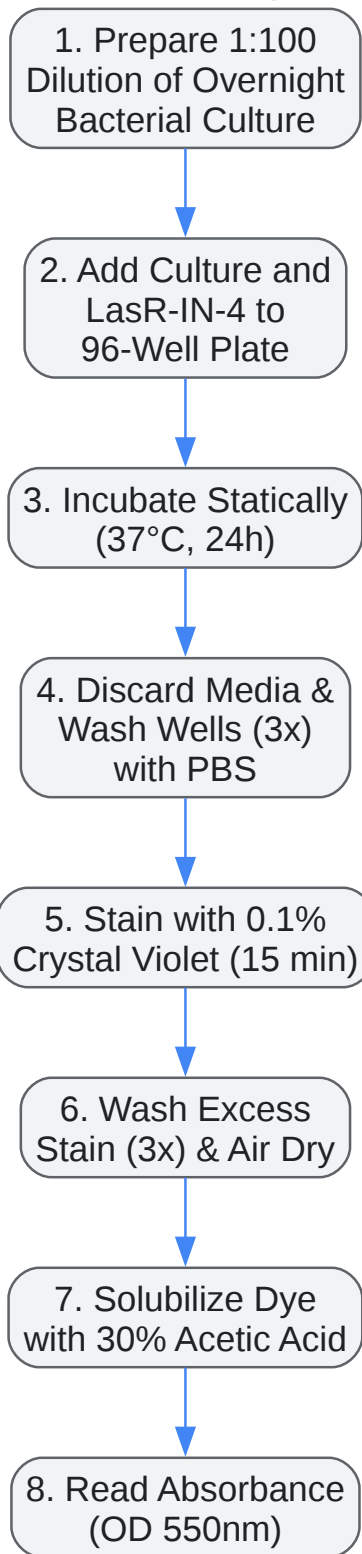 1. Prepare 1:100
Dilution of Overnight
Bacterial Culture
2. Add Culture and
LasR-IN-4 to
96-Well Plate
3. Incubate Statically
(37°C, 24h)
4. Discard Media &
Wash Wells (3x)
with PBS
5. Stain with 0.1%
Crystal Violet (15 min)
6. Wash Excess
Stain (3x) & Air Dry
7. Solubilize Dye
with 30% Acetic Acid
8. Read Absorbance
(OD 550nm)